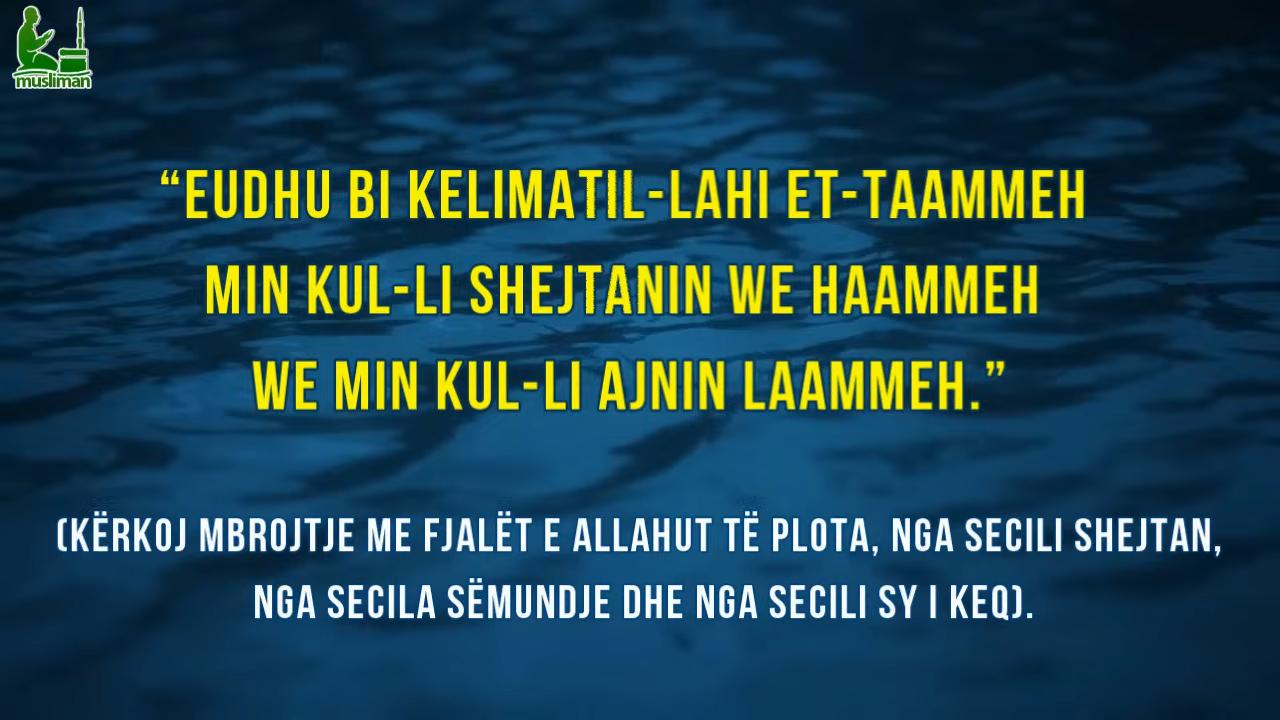 musliman
“EUDHU BI KELIMATIL-LAHI ET-TAAMMEH
MIN KUL-LI SHEJTANIN WE HAAMMEH
WE MIN KUL-LI AJNIN LAAMMEH.”
(KËRKOJ MBROJTJE ME FJALËT E ALLAHUT TË PLOTA, NGA SECILI SHEJTAN,
NGA SECILA SËMUNDJE DHE NGA SECILI SY I KEQ).